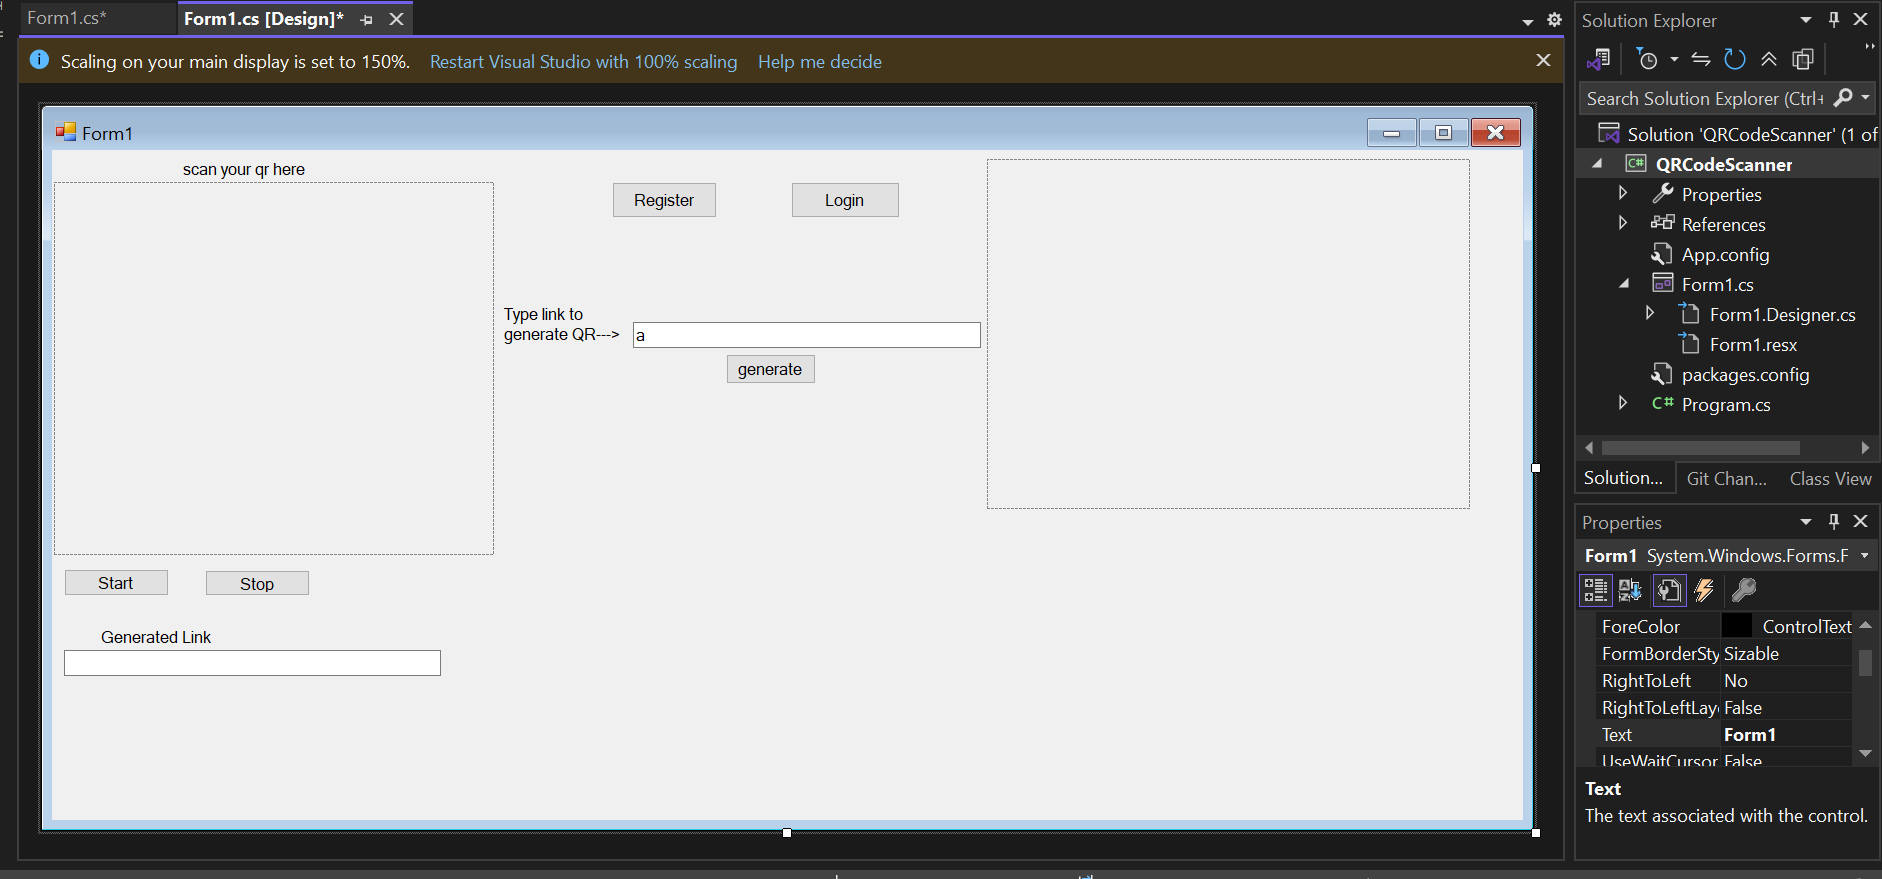 Form1.cs*
Form1.cs [Design]*
Scaling on your main display is set to 150%. Restart Visual Studio with 100% scaling Help me decide
Form1
scan your qr here
Register
Login
Type link to
generate QR--->
a
generate
Start
Stop
Generated Link
Solution Explorer
Search Solution Explorer (Ctrl+
Solution 'QRCodeScanner' (1 of
C# QRCodeScanner
Properties
References
App.config
Form1.cs
Form1.Designer.cs
Form1.resx
packages.config
C# Program.cs
Solution... Git Chan... Class View
Properties
Form1 System.Windows.Forms.F
ForeColor ControlText
FormBorderSty Sizable
RightToLeft No
RightToLeftLay False
Text Form1
UseWaitCursor False
Text
The text associated with the control.